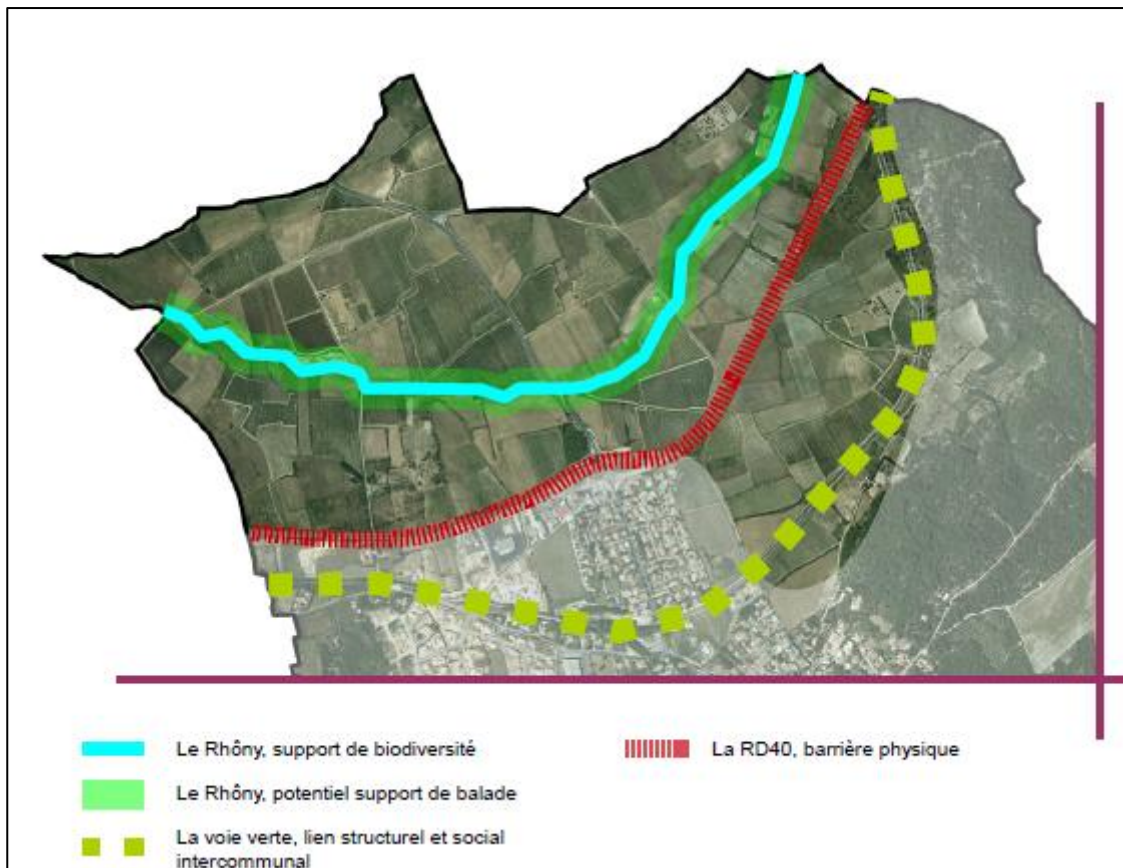 Le Rhôny, support de biodiversité
La RD40, barrière physique
Le Rhôny, potentiel support de balade
La voie verte, lien structurel et social
intercommunal